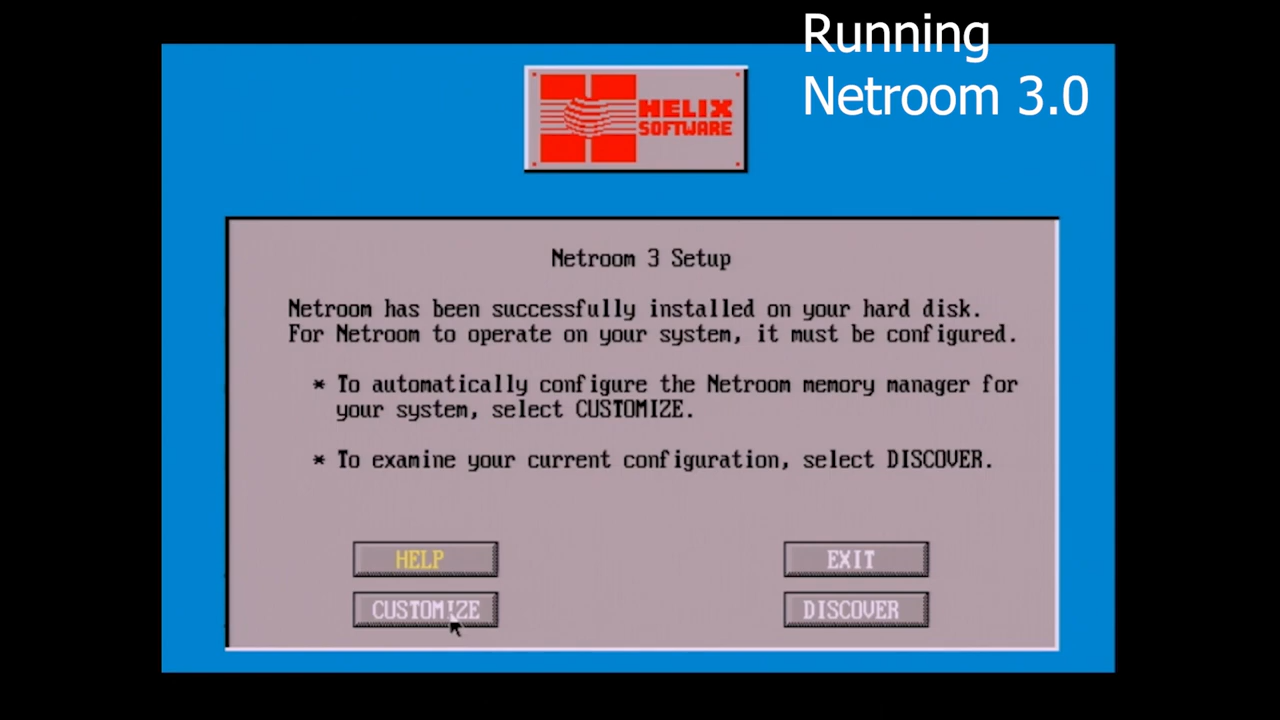 Running
Netroom 3.0
HELIX
SOFTWARE
Netroom 3 Setup
Netroom has been successfully installed on your hard disk.
For Netroom to operate on your system, it must be configured.
* To automatically configure the Netroom memory manager for
your system, select CUSTOMIZE.
* To examine your current configuration, select DISCOVER.
HELP
EXIT
CUSTOMIZE
DISCOVER